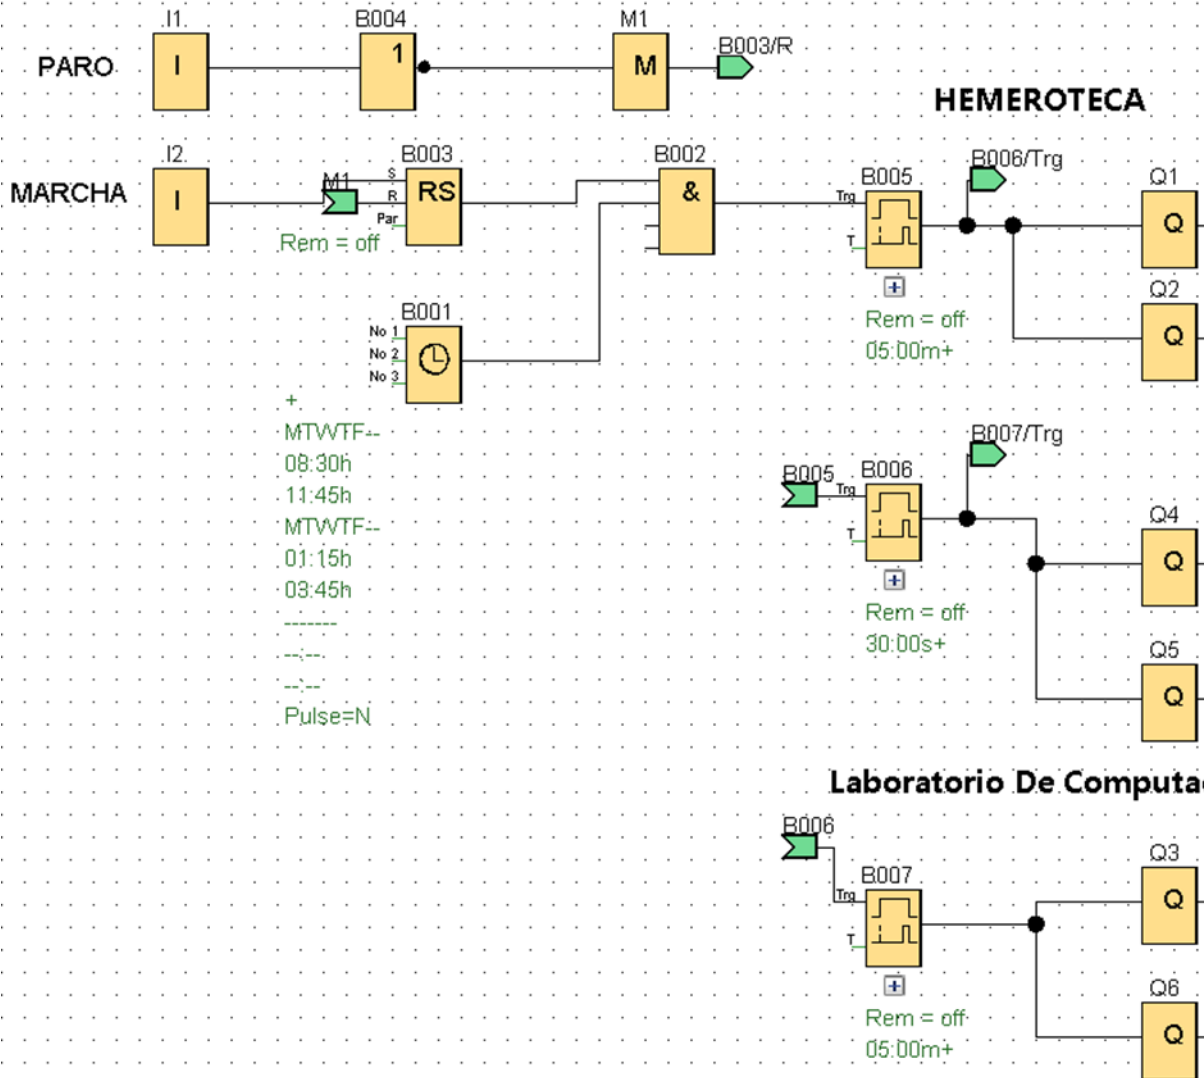 I1
B004
M1
PARO
I
1
M
B003/R
HEMEROTECA
I2
B003
B002
B006/Trg
MARCHA
I
M1
S
R
Par
RS
&
B005
Trg
T
Q1
Q
Rem = off
B001
No 1
No 2
No 3
Rem = off
05:00m+
Q2
Q
+
MTWTF--
08:30h
11:45h
MTWTF--
01:15h
03:45h
-------
--:--
--:--
Pulse=N
B007/Trg
B005
B006
Trg
T
Q4
Q
Rem = off
30:00s+
Q5
Q
Laboratorio De Computa
B006
B007
Trg
T
Q3
Q
Rem = off
05:00m+
Q6
Q